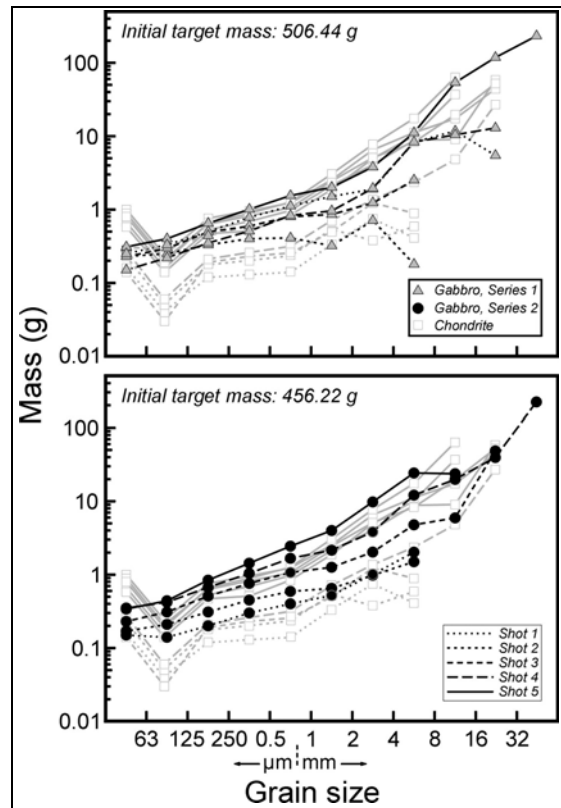 Initial target mass: 506.44 g
100
10
1
0.1
0.01
Gabbro, Series 1
Gabbro, Series 2
Chondrite
Mass (g)
Initial target mass: 456.22 g
100
10
1
0.1
0.01
Shot 1
Shot 2
Shot 3
Shot 4
Shot 5
63 125 250 0.5 1 2 4 8 16 32
µm mm
Grain size